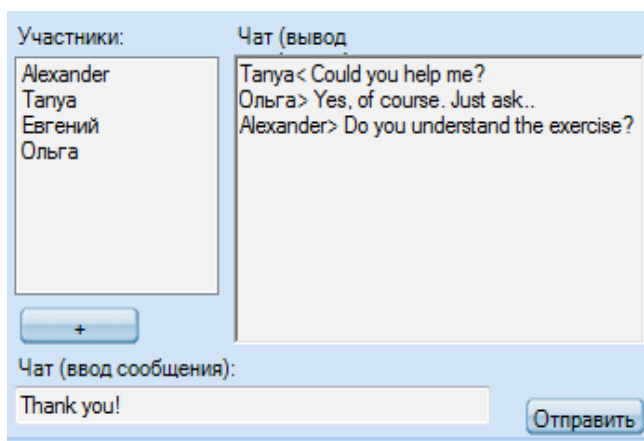 Участники:
Чат (вывод
Alexander
Tanya
Евгений
Ольга
Tanya< Could you help me?
Ольга> Yes, of course. Just ask..
Alexander> Do you understand the exercise?
+
Чат (ввод сообщения):
Thank you!
Отправить